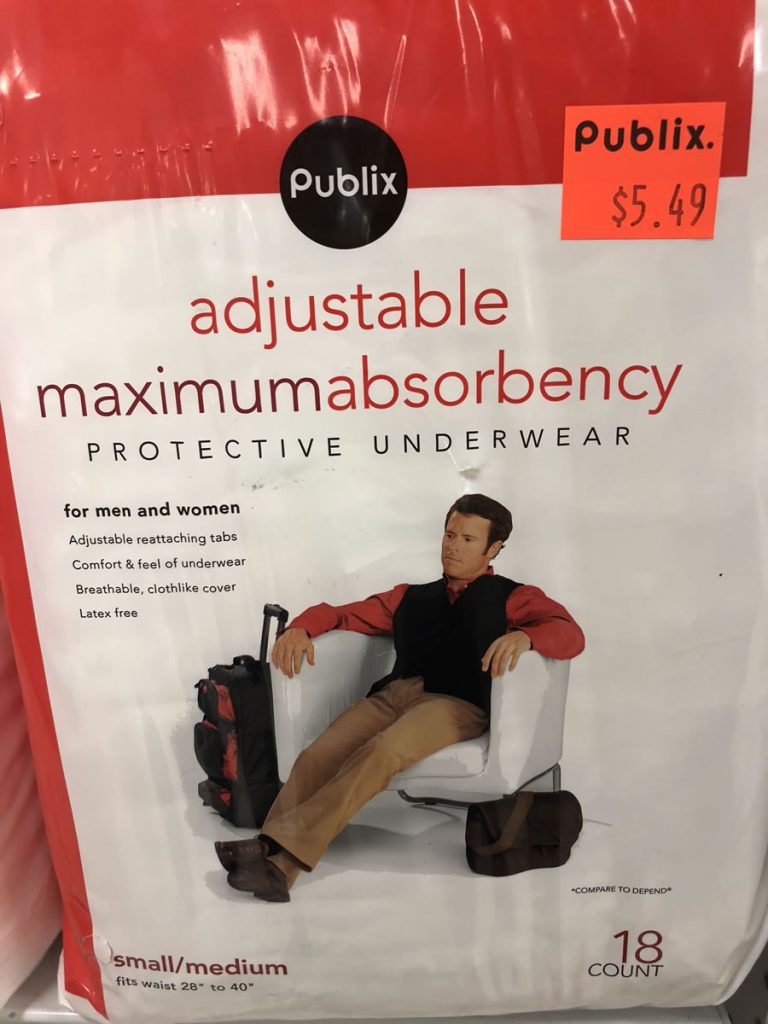 Publix
Publix.
$5.49
adjustable
maximumabsorbency
PROTECTIVE UNDERWEAR
for men and women
Adjustable reattaching tabs
Comfort & feel of underwear
Breathable, clothlike cover
Latex free
*COMPARE TO DEPEND®
small/medium
fits waist 28" to 40"
18
COUNT